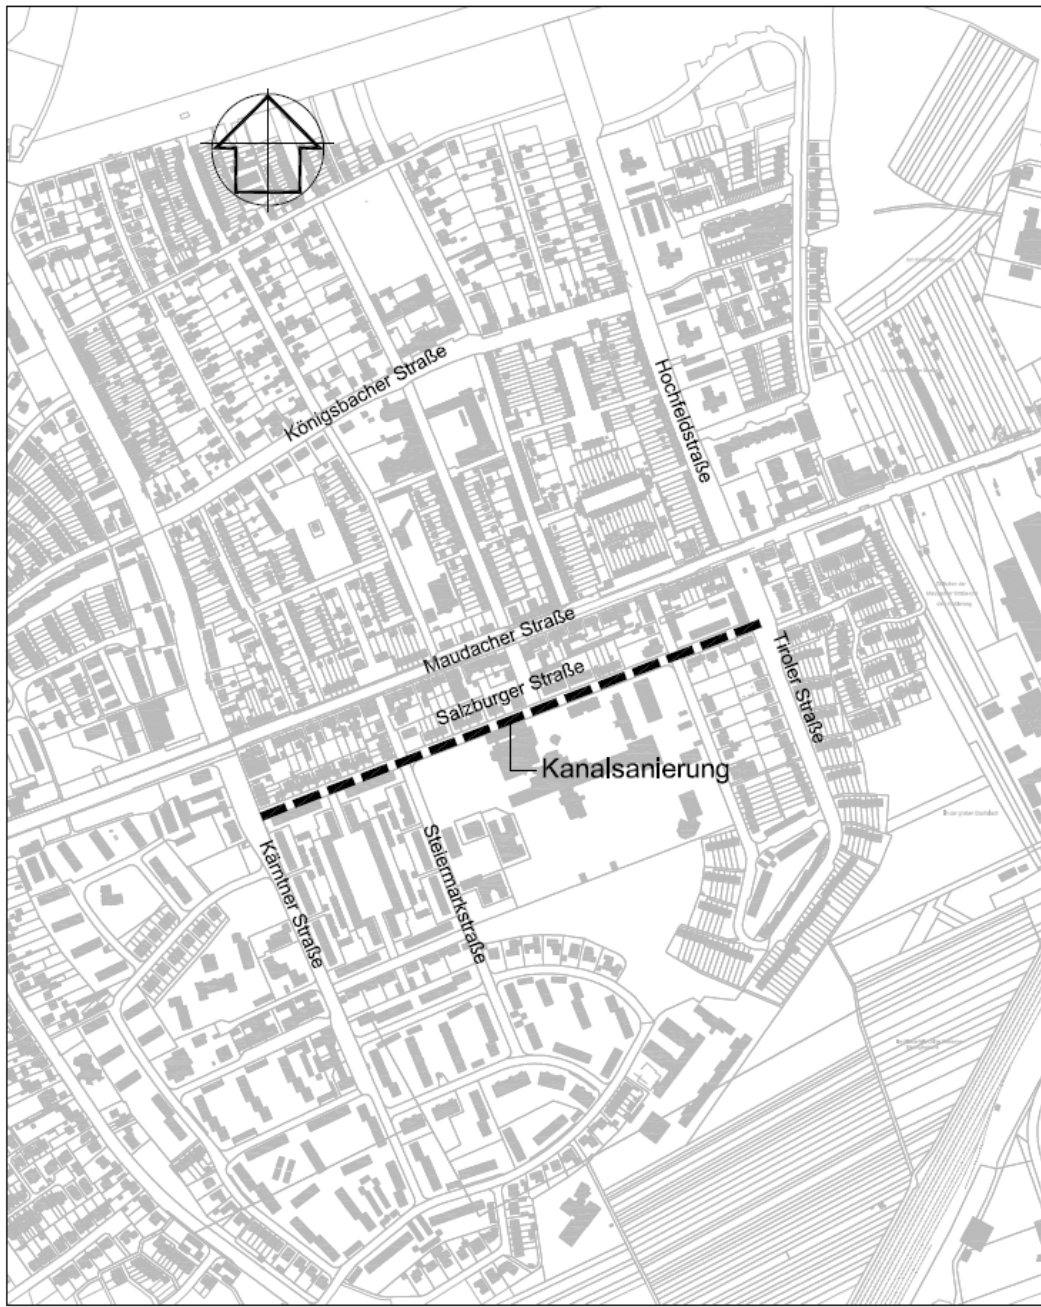 Königsbacher Straße
Hochfeldstraße
Maudacher Straße
Salzburger Straße
Tiroler Straße
Kanalsanierung
Steiermarkstraße
Kärntner Straße